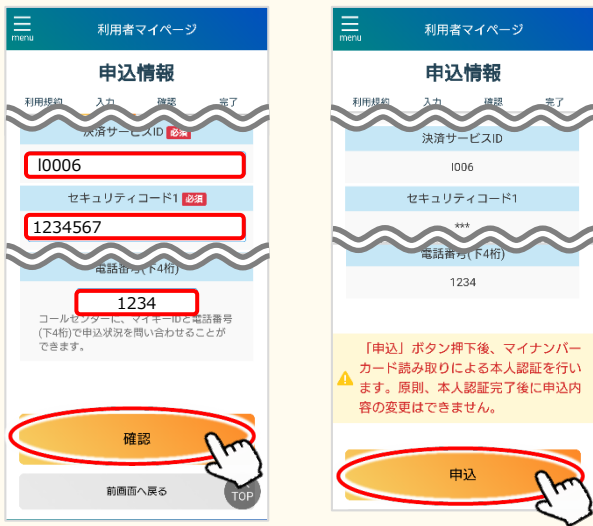 menu
利用者マイページ
申込情報
利用規約 入力 確認 完了
決済サービスID 必須
I0006
セキュリティコード1 必須
1234567
電話番号(下4桁)
1234
コールセンターに、マイキーIDと電話番号
(下4桁)で申込状況を問い合わせることが
できます。
確認
前画面へ戻る
TOP
menu
利用者マイページ
申込情報
利用規約 入力 確認 完了
決済サービスID
I006
セキュリティコード1
***
電話番号(下4桁)
1234
「申込」ボタン押下後、マイナンバー
カード読み取りによる本人認証を行い
ます。原則、本人認証完了後に申込内
容の変更はできません。
申込